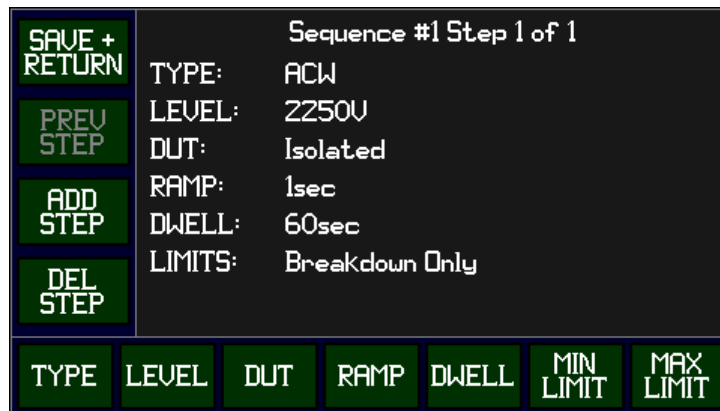 SAVE +
RETURN
PREV
STEP
ADD
STEP
DEL
STEP
Sequence #1 Step 1 of 1
TYPE: ACW
LEVEL: 2250V
DUT: Isolated
RAMP: 1sec
DWELL: 60sec
LIMITS: Breakdown Only
TYPE
LEVEL
DUT
RAMP
DWELL
MIN
LIMIT
MAX
LIMIT